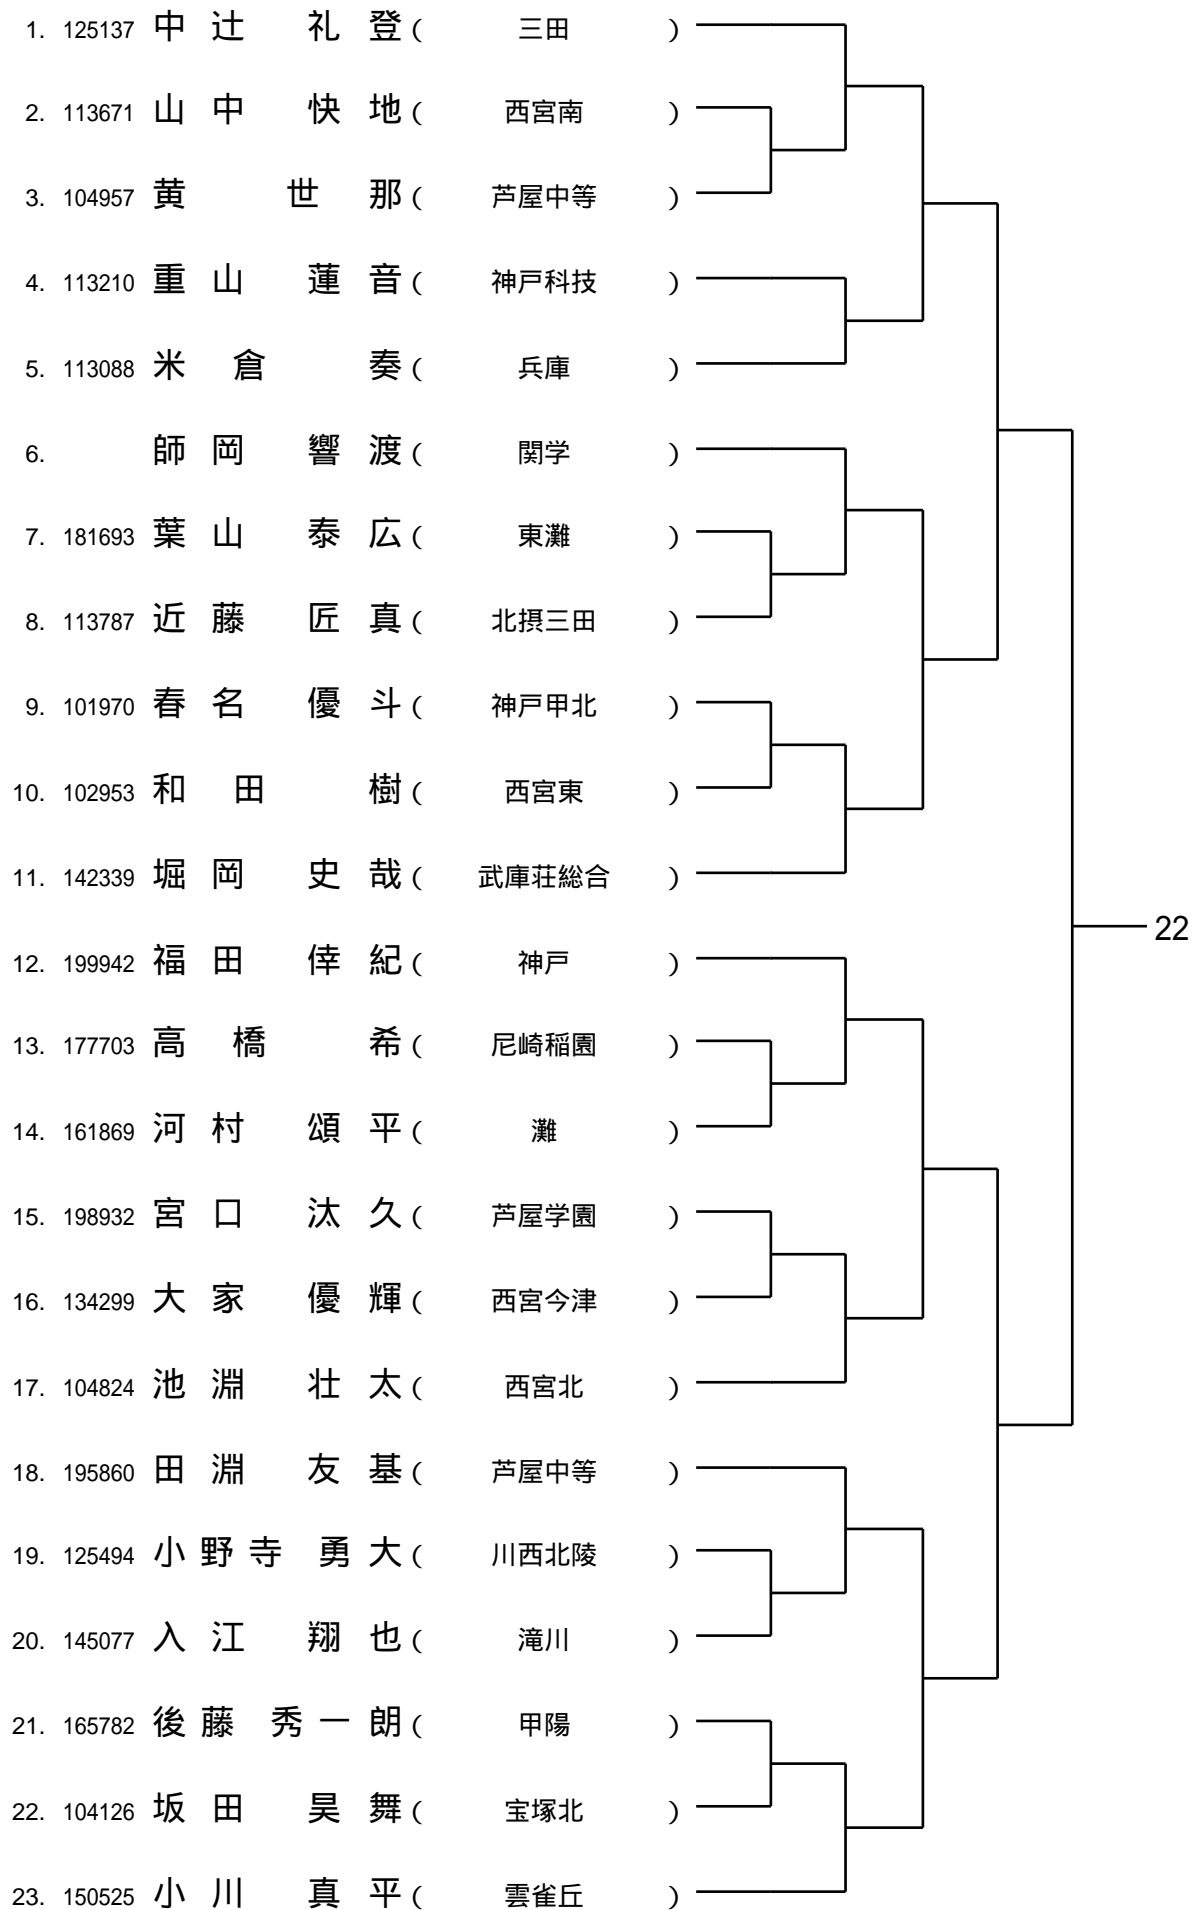 1. 125137 中辻 礼登 ( 三田 )
2. 113671 山中 快地 ( 西宮南 )
3. 104957 黄 世那 ( 芦屋中等 )
4. 113210 重山 蓮音 ( 神戸科技 )
5. 113088 米倉 奏 ( 兵庫 )
6. 師岡 響渡 ( 関学 )
7. 181693 葉山 泰広 ( 東灘 )
8. 113787 近藤 匠真 ( 北摂三田 )
9. 101970 春名 優斗 ( 神戸甲北 )
10. 102953 和田 樹 ( 西宮東 )
11. 142339 堀岡 史哉 ( 武庫荘総合 )
22
12. 199942 福田 倖紀 ( 神戸 )
13. 177703 高橋 希 ( 尼崎稲園 )
14. 161869 河村 頌平 ( 灘 )
15. 198932 宮口 汰久 ( 芦屋学園 )
16. 134299 大家 優輝 ( 西宮今津 )
17. 104824 池淵 壮太 ( 西宮北 )
18. 195860 田淵 友基 ( 芦屋中等 )
19. 125494 小野寺 勇大 ( 川西北陵 )
20. 145077 入江 翔也 ( 滝川 )
21. 165782 後藤 秀一朗 ( 甲陽 )
22. 104126 坂田 昊舞 ( 宝塚北 )
23. 150525 小川 真平 ( 雲雀丘 )